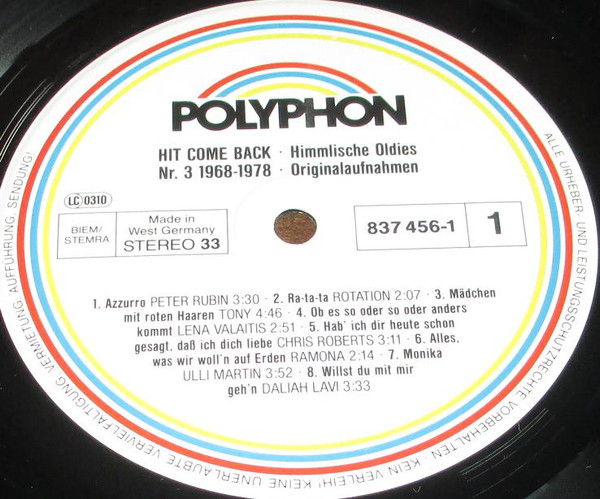 POLYPHON
HIT COME BACK · Himmlische Oldies
Nr. 3 1968-1978 · Originalaufnahmen
LC 0310
BIEM/
STEMRA
Made in
West Germany
STEREO 33
837 456-1
1
1. Azzurro PETER RUBIN 3:30 · 2. Ra-ta-ta ROTATION 2:07 · 3. Mädchen
mit roten Haaren TONY 4:46 · 4. Ob es so oder so oder anders
kommt LENA VALAITIS 2:51 · 5. Hab' ich dir heute schon
gesagt, daß ich dich liebe CHRIS ROBERTS 3:11 · 6. Alles,
was wir woll'n auf Erden RAMONA 2:14 · 7. Monika
ULLI MARTIN 3:52 · 8. Willst du mit mir
geh'n DALIAH LAVI 3:33
ALLE URHEBER- UND LEISTUNGSSCHUTZRECHTE VORBEHALTEN. KEIN VERLEIH! KEINE UNERLAUBTE VERVIELFÄLTIGUNG, VERMIETUNG, AUFFÜHRUNG, SENDUNG!